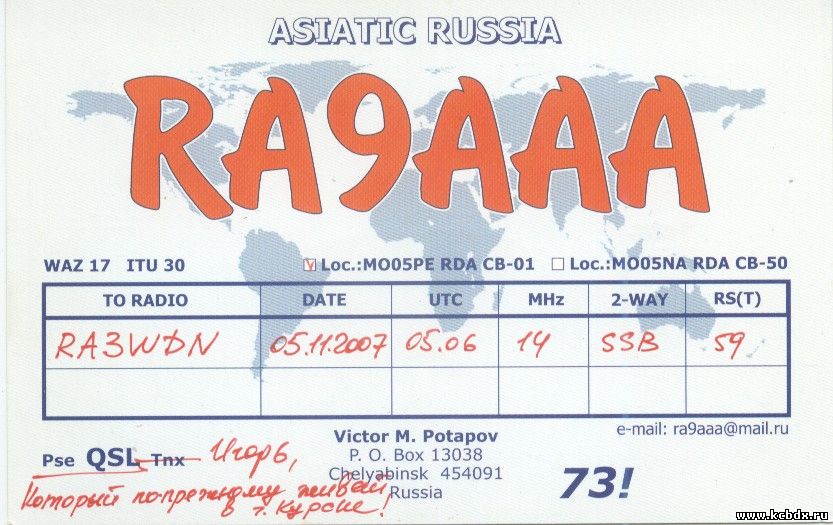 ASIATIC RUSSIA
RA9AAA
WAZ 17 ITU 30 Loc.:MO05PE RDA CB-01 Loc.:MO05NA RDA CB-50
TO RADIO DATE UTC MHz 2-WAY RS(T)
RA3WDN 05.11.2007 05.06 14 SSB 59
e-mail: ra9aaa@mail.ru
Victor M. Potapov
P. O. Box 13038
Chelyabinsk 454091
Russia
73!
Pse QSL Tnx Игорь,
Который по-прежнему живёт
в г. Курске!
www.kcbdx.ru